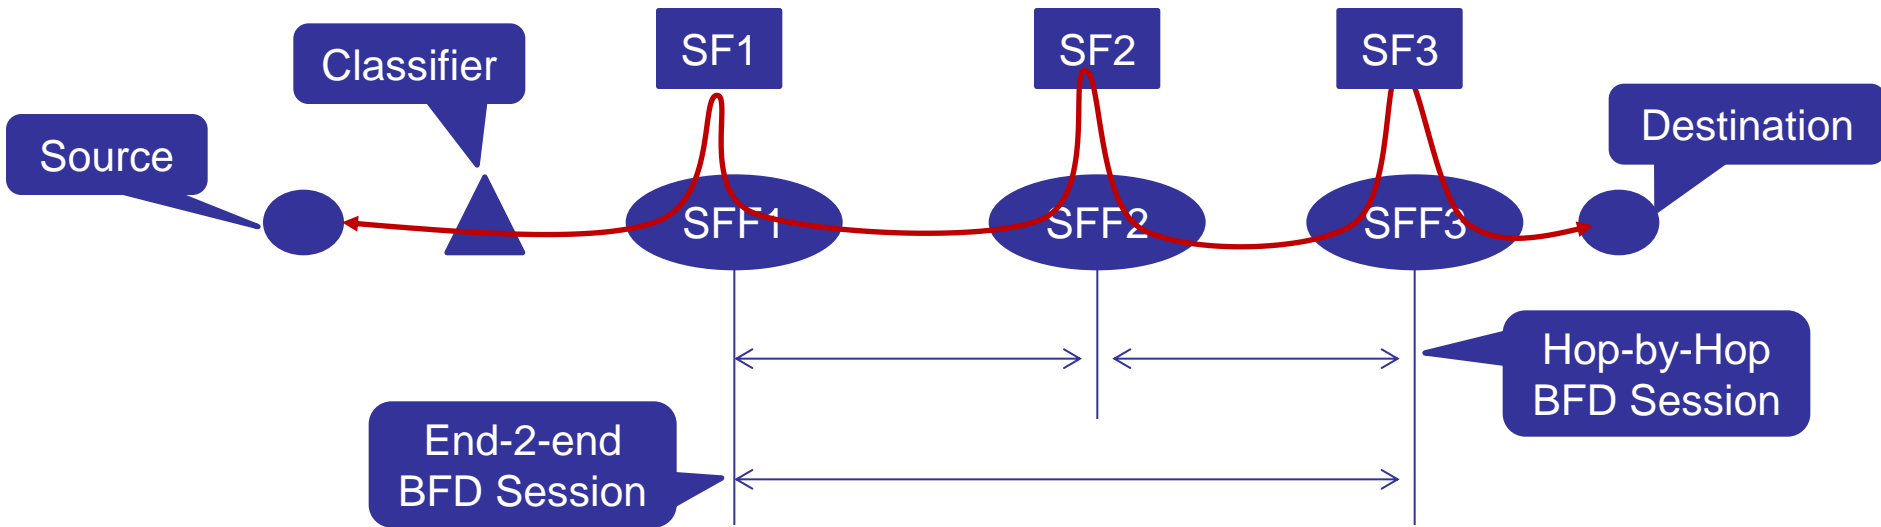 SF1
SF2
SF3
Classifier
Source
Destination
SFF1
SFF2
SFF3
Hop-by-Hop
BFD Session
End-2-end
BFD Session